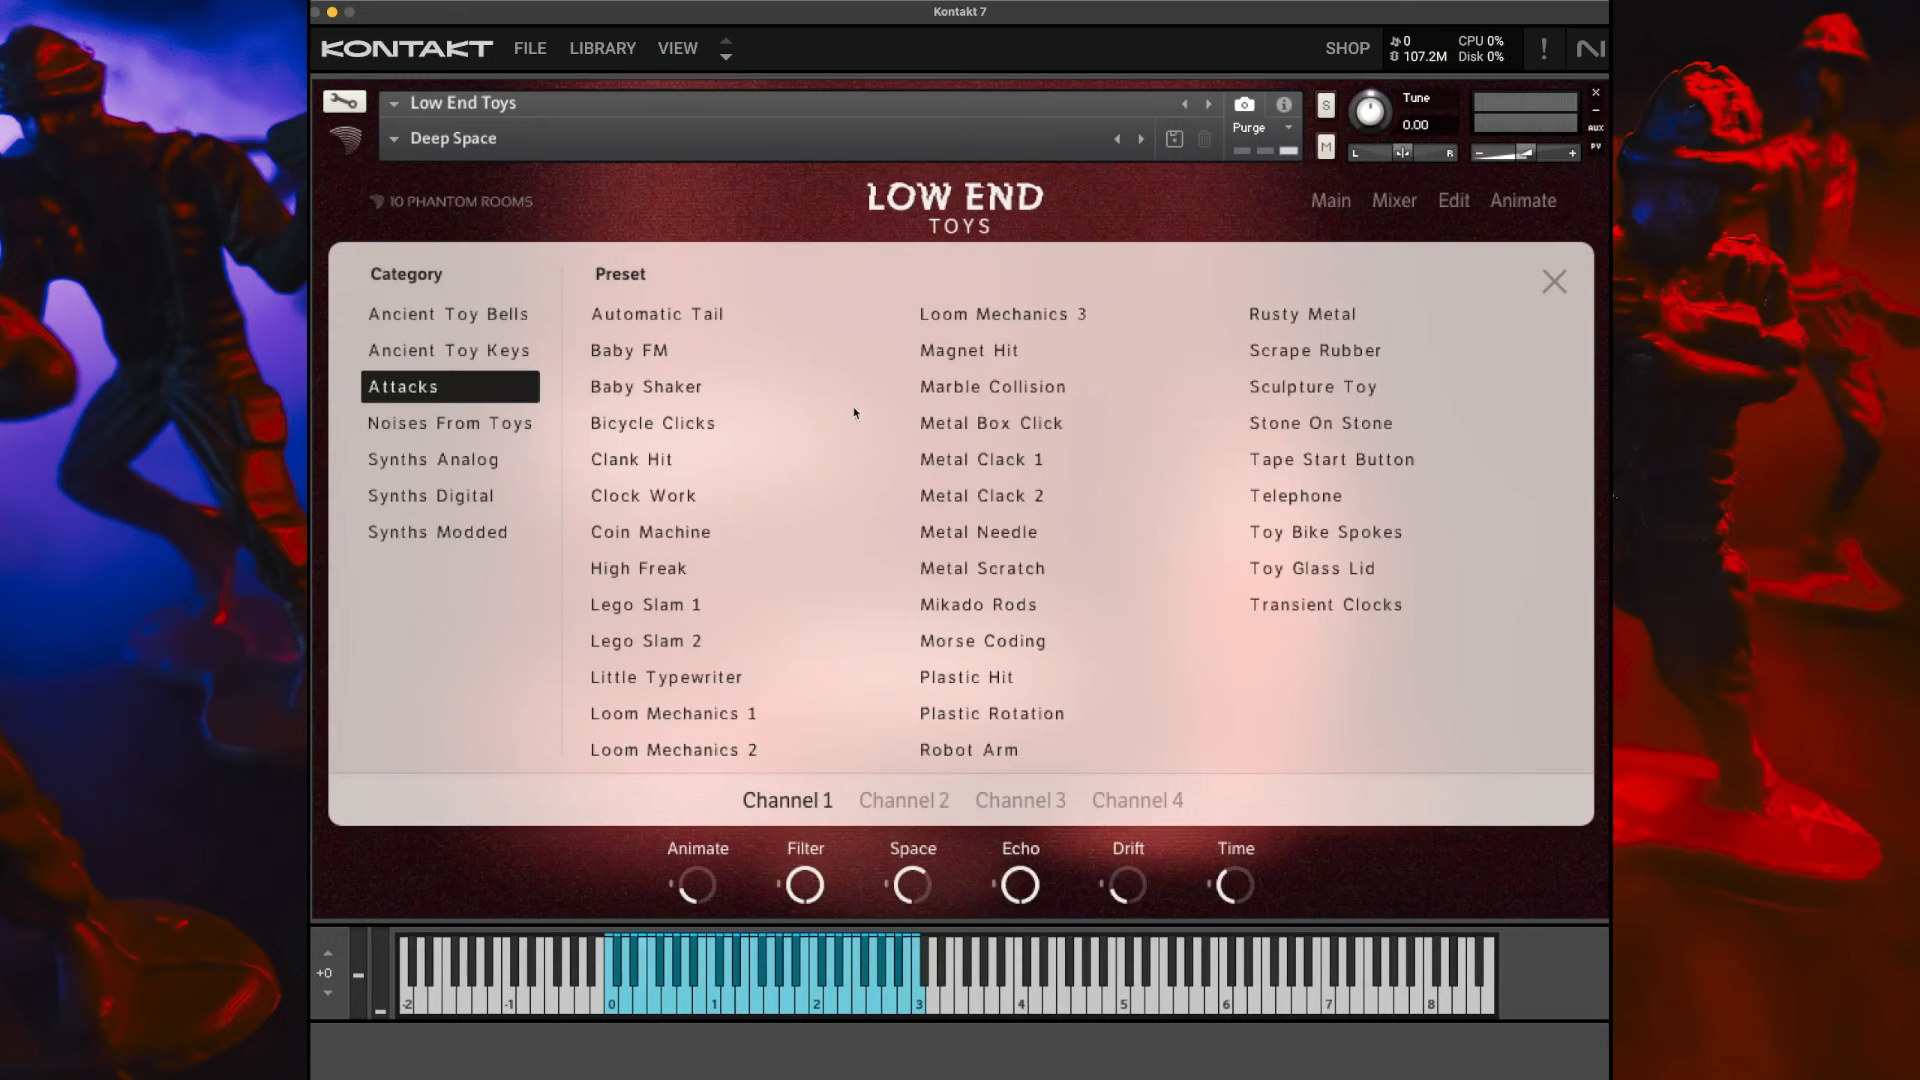 Kontakt 7
KONTAKT FILE LIBRARY VIEW SHOP 0 107.2M CPU 0% Disk 0% !
Low End Toys
Deep Space
Purge
S
M
Tune
0.00
L R
- +
AUX
PV
10 PHANTOM ROOMS
LOW END
TOYS
Main Mixer Edit Animate
Category
Ancient Toy Bells
Ancient Toy Keys
Attacks
Noises From Toys
Synths Analog
Synths Digital
Synths Modded
Preset
Automatic Tail
Baby FM
Baby Shaker
Bicycle Clicks
Clank Hit
Clock Work
Coin Machine
High Freak
Lego Slam 1
Lego Slam 2
Little Typewriter
Loom Mechanics 1
Loom Mechanics 2
Loom Mechanics 3
Magnet Hit
Marble Collision
Metal Box Click
Metal Clack 1
Metal Clack 2
Metal Needle
Metal Scratch
Mikado Rods
Morse Coding
Plastic Hit
Plastic Rotation
Robot Arm
Rusty Metal
Scrape Rubber
Sculpture Toy
Stone On Stone
Tape Start Button
Telephone
Toy Bike Spokes
Toy Glass Lid
Transient Clocks
Channel 1 Channel 2 Channel 3 Channel 4
Animate Filter Space Echo Drift Time
+0
-2 -1 0 1 2 3 4 5 6 7 8